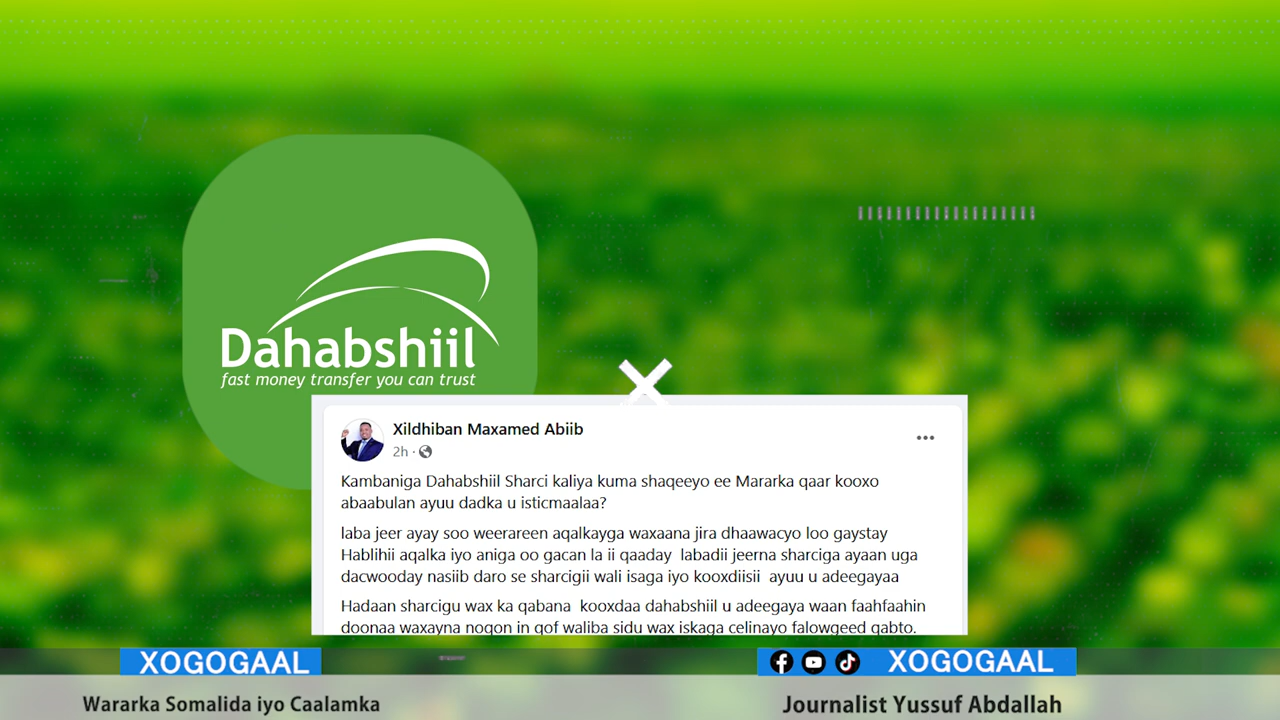 Dahabshiil
fast money transfer you can trust
Xildhiban Maxamed Abiib
2h ·
Kambaniga Dahabshiil Sharci kaliya kuma shaqeeyo ee Mararka qaar kooxo
abaabulan ayuu dadka u isticmaalaa?
laba jeer ayay soo weerareen aqalkayga waxaana jira dhaawacyo loo gaystay
Hablihii aqalka iyo aniga oo gacan la ii qaaday labadii jeerna sharciga ayaan uga
dacwooday nasiib daro se sharcigii wali isaga iyo kooxdiisii ayuu u adeegayaa
Hadaan sharcigu wax ka qabana kooxdaa dahabshiil u adeegaya waan faahfaahin
doonaa waxayna noqon in qof waliba sidu wax iskaga celinayo falowgeed qabto.
XOGOGAAL
XOGOGAAL
Wararka Somalida iyo Caalamka
Journalist Yussuf Abdallah